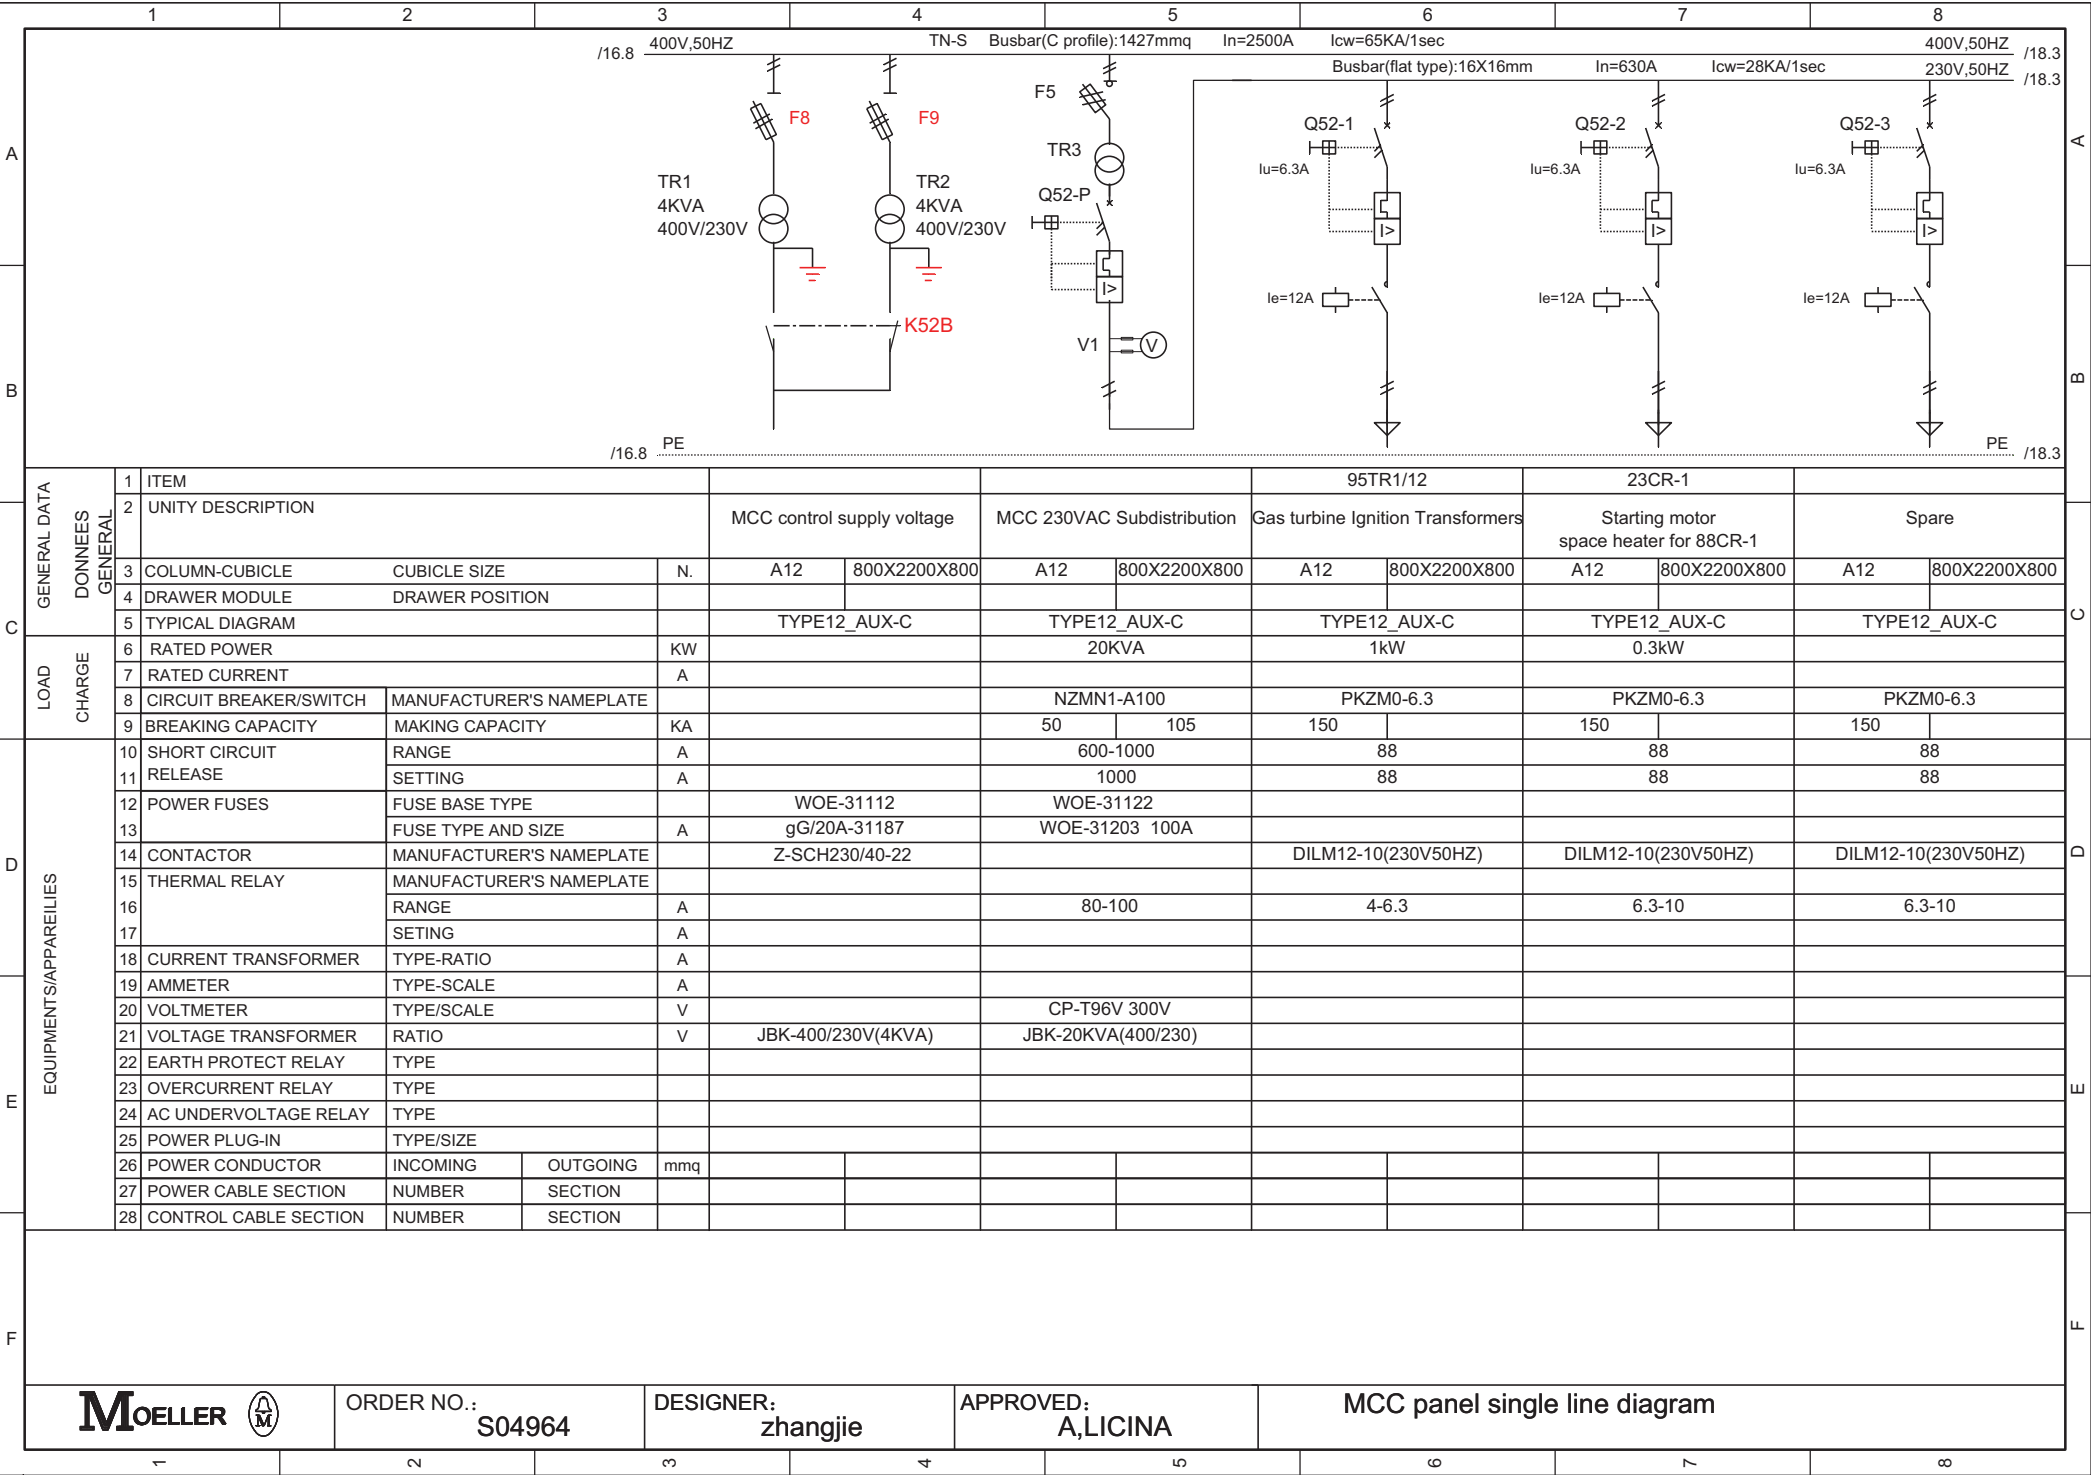 1 2 3 4 5 6 7 8
/16.8 400V,50HZ TN-S Busbar(C profile):1427mmq In=2500A Icw=65KA/1sec 400V,50HZ /18.3
Busbar(flat type):16X16mm In=630A Icw=28KA/1sec 230V,50HZ /18.3
F8 F9 F5
Q52-1 Q52-2 Q52-3
A A
TR3
Iu=6.3A Iu=6.3A Iu=6.3A
TR1 TR2
4KVA 4KVA
400V/230V 400V/230V
Q52-P
I> I> I>
I>
Ie=12A Ie=12A Ie=12A
K52B
V1 V
B B
/16.8 PE PE /18.3
GENERAL DATA
DONNEES
GENERAL
1 ITEM 95TR1/12 23CR-1
2 UNITY DESCRIPTION MCC control supply voltage MCC 230VAC Subdistribution Gas turbine Ignition Transformers Starting motor Spare
space heater for 88CR-1
3 COLUMN-CUBICLE CUBICLE SIZE N. A12 800X2200X800 A12 800X2200X800 A12 800X2200X800 A12 800X2200X800 A12 800X2200X800
4 DRAWER MODULE DRAWER POSITION
C C
5 TYPICAL DIAGRAM TYPE12_AUX-C TYPE12_AUX-C TYPE12_AUX-C TYPE12_AUX-C TYPE12_AUX-C
LOAD
CHARGE
6 RATED POWER KW 20KVA 1kW 0.3kW
7 RATED CURRENT A
8 CIRCUIT BREAKER/SWITCH MANUFACTURER'S NAMEPLATE NZMN1-A100 PKZM0-6.3 PKZM0-6.3 PKZM0-6.3
9 BREAKING CAPACITY MAKING CAPACITY KA 50 105 150 150 150
EQUIPMENTS/APPAREILIES
10 SHORT CIRCUIT RANGE A 600-1000 88 88 88
11 RELEASE SETTING A 1000 88 88 88
12 POWER FUSES FUSE BASE TYPE WOE-31112 WOE-31122
13 FUSE TYPE AND SIZE A gG/20A-31187 WOE-31203 100A
D D
14 CONTACTOR MANUFACTURER'S NAMEPLATE Z-SCH230/40-22 DILM12-10(230V50HZ) DILM12-10(230V50HZ) DILM12-10(230V50HZ)
15 THERMAL RELAY MANUFACTURER'S NAMEPLATE
16 RANGE A 80-100 4-6.3 6.3-10 6.3-10
17 SETING A
18 CURRENT TRANSFORMER TYPE-RATIO A
19 AMMETER TYPE-SCALE A
20 VOLTMETER TYPE/SCALE V CP-T96V 300V
21 VOLTAGE TRANSFORMER RATIO V JBK-400/230V(4KVA) JBK-20KVA(400/230)
22 EARTH PROTECT RELAY TYPE
23 OVERCURRENT RELAY TYPE
E E
24 AC UNDERVOLTAGE RELAY TYPE
25 POWER PLUG-IN TYPE/SIZE
26 POWER CONDUCTOR INCOMING OUTGOING mmq
27 POWER CABLE SECTION NUMBER SECTION
28 CONTROL CABLE SECTION NUMBER SECTION
F F
MOELLER M
ORDER NO.: S04964
DESIGNER: zhangjie
APPROVED: A,LICINA
MCC panel single line diagram
1 2 3 4 5 6 7 8